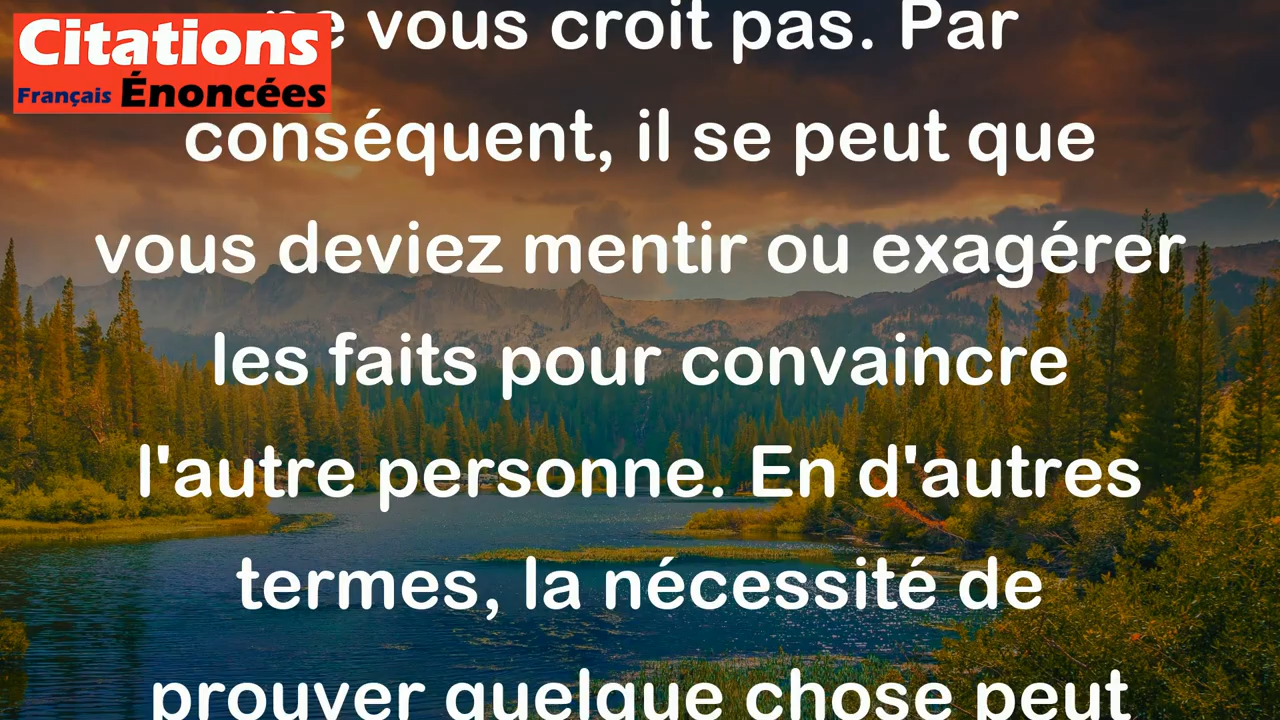 Citations
Français Énoncées
ne vous croit pas. Par
conséquent, il se peut que
vous deviez mentir ou exagérer
les faits pour convaincre
l'autre personne. En d'autres
termes, la nécessité de
prouver quelque chose peut